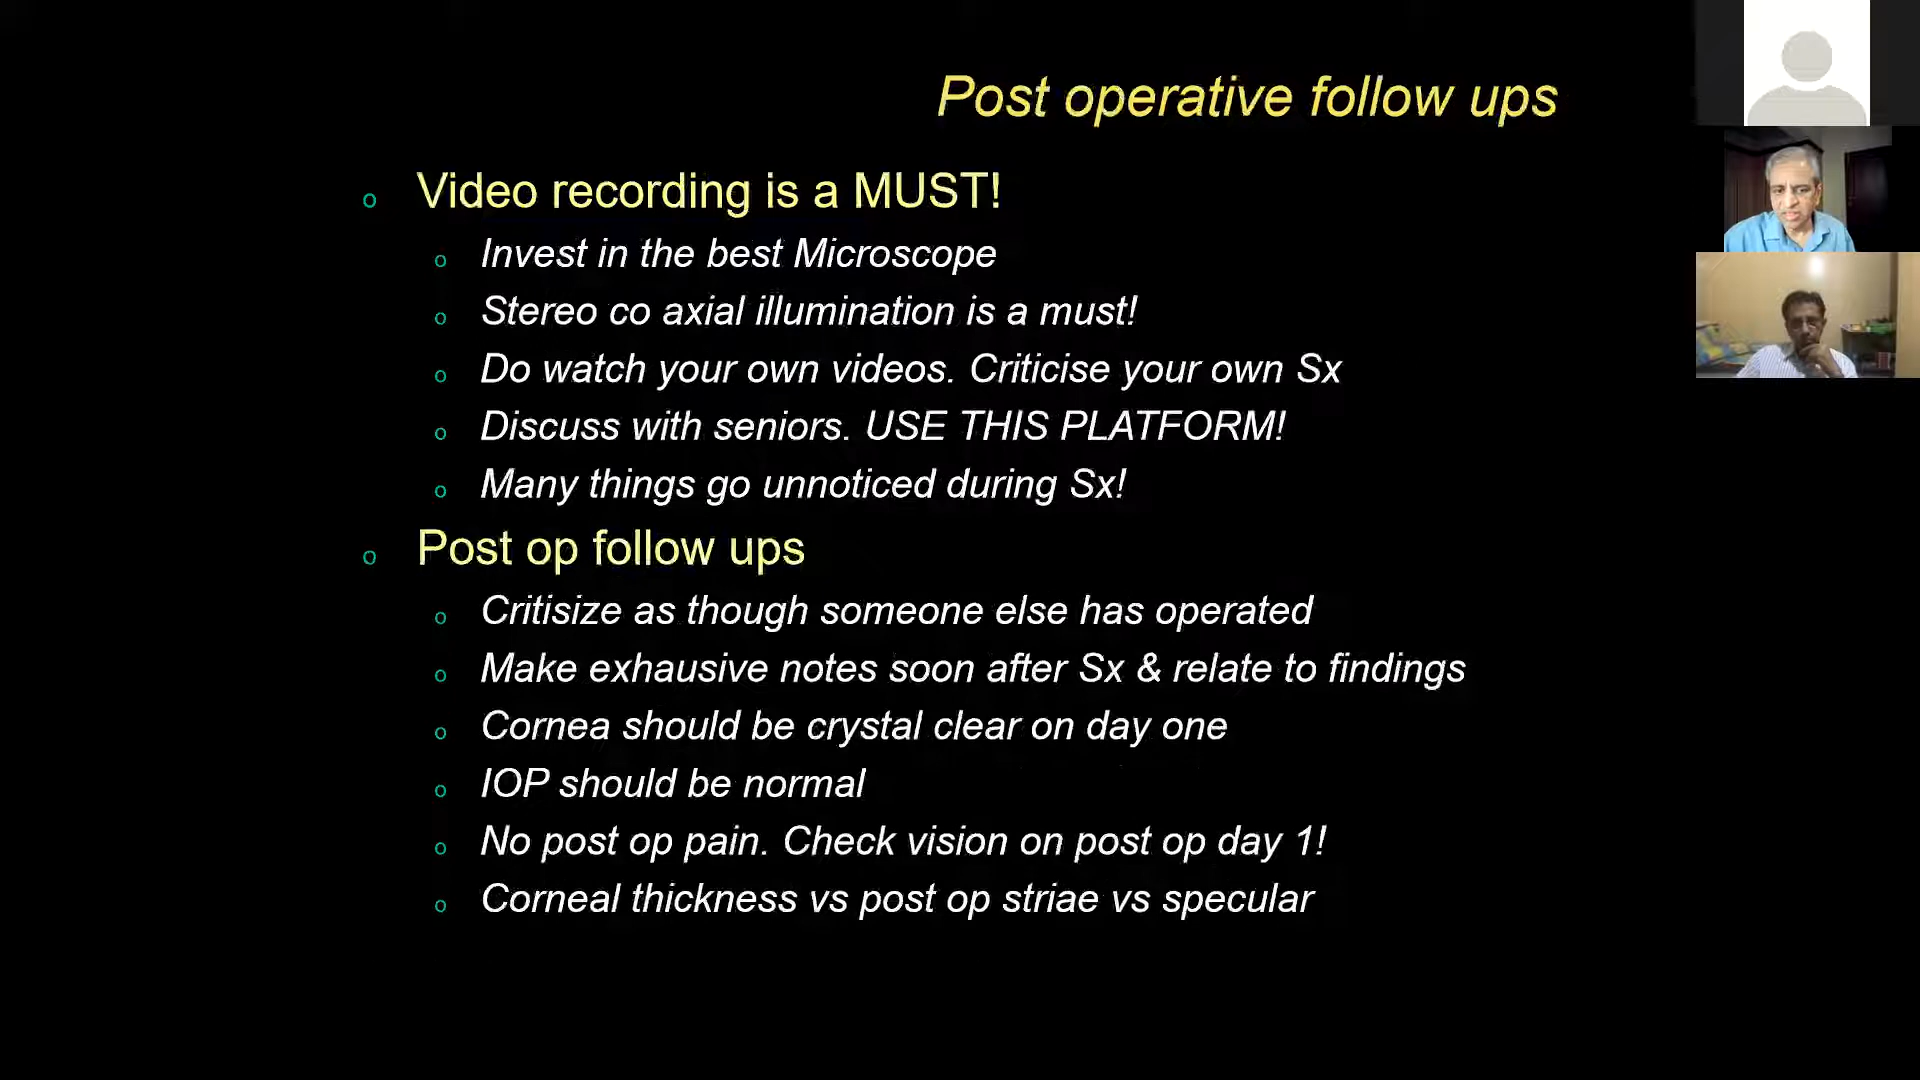 Post operative follow ups
o Video recording is a MUST!
o Invest in the best Microscope
o Stereo co axial illumination is a must!
o Do watch your own videos. Criticise your own Sx
o Discuss with seniors. USE THIS PLATFORM!
o Many things go unnoticed during Sx!
o Post op follow ups
o Critisize as though someone else has operated
o Make exhausive notes soon after Sx & relate to findings
o Cornea should be crystal clear on day one
o IOP should be normal
o No post op pain. Check vision on post op day 1!
o Corneal thickness vs post op striae vs specular